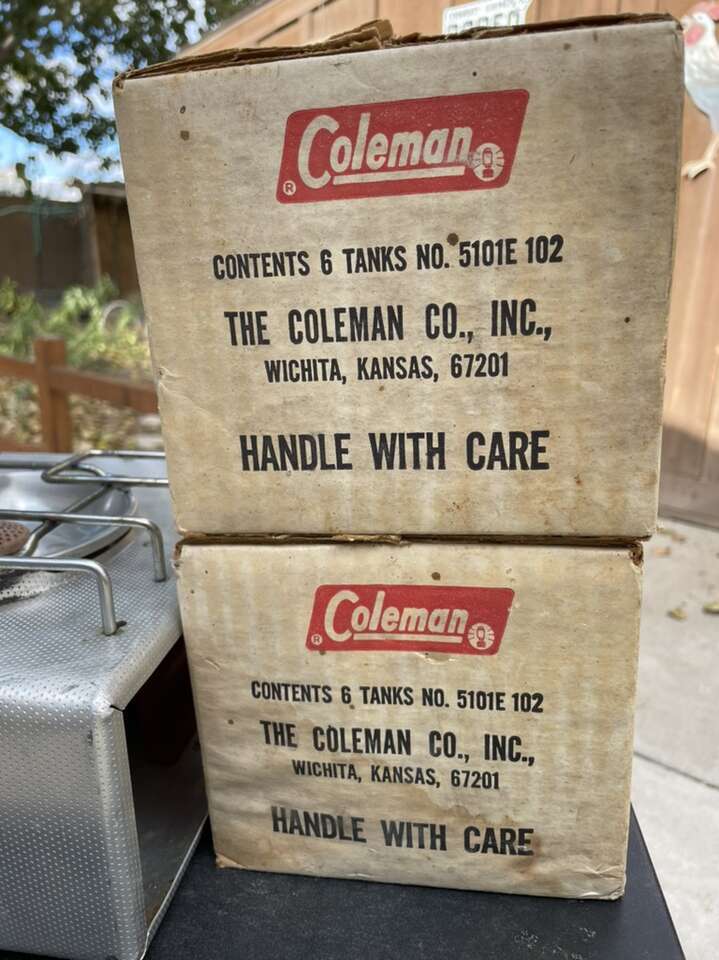 Coleman
®
CONTENTS 6 TANKS NO. 5101E 102
THE COLEMAN CO., INC.,
WICHITA, KANSAS, 67201
HANDLE WITH CARE
Coleman
®
CONTENTS 6 TANKS NO. 5101E 102
THE COLEMAN CO., INC.,
WICHITA, KANSAS, 67201
HANDLE WITH CARE